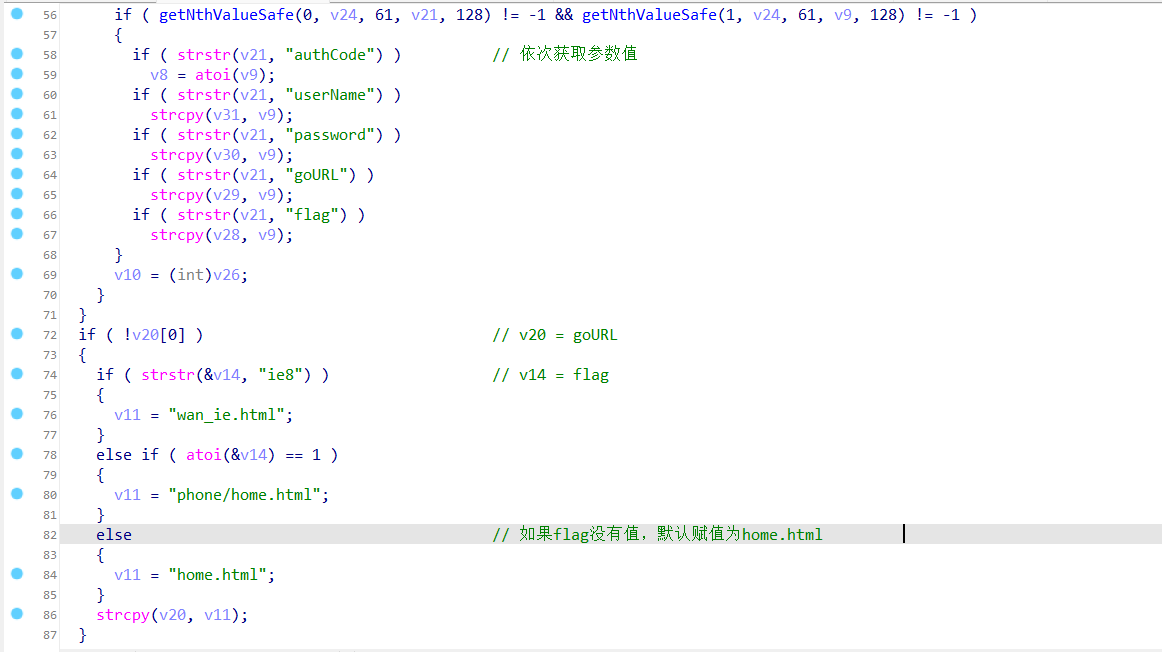 56 if ( getNthValueSafe(0, v24, 61, v21, 128) != -1 && getNthValueSafe(1, v24, 61, v9, 128) != -1 )
57 {
58 if ( strstr(v21, "authCode") ) // 依次获取参数值
59 v8 = atoi(v9);
60 if ( strstr(v21, "userName") )
61 strcpy(v31, v9);
62 if ( strstr(v21, "password") )
63 strcpy(v30, v9);
64 if ( strstr(v21, "goURL") )
65 strcpy(v29, v9);
66 if ( strstr(v21, "flag") )
67 strcpy(v28, v9);
68 }
69 v10 = (int)v26;
70 }
71 }
72 if ( !v20[0] ) // v20 = goURL
73 {
74 if ( strstr(&v14, "ie8") ) // v14 = flag
75 {
76 v11 = "wan_ie.html";
77 }
78 else if ( atoi(&v14) == 1 )
79 {
80 v11 = "phone/home.html";
81 }
82 else // 如果flag没有值，默认赋值为home.html
83 {
84 v11 = "home.html";
85 }
86 strcpy(v20, v11);
87 }